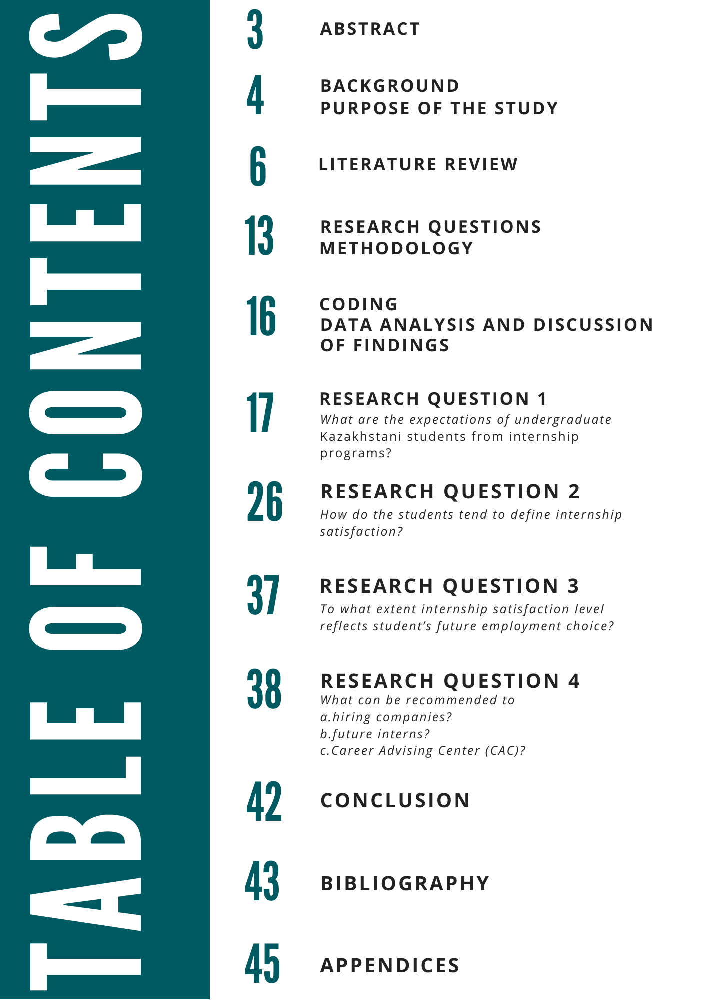 TABLE OF CONTENTS
3
ABSTRACT
4
BACKGROUND
PURPOSE OF THE STUDY
6
LITERATURE REVIEW
13
RESEARCH QUESTIONS
METHODOLOGY
16
CODING
DATA ANALYSIS AND DISCUSSION
OF FINDINGS
17
RESEARCH QUESTION 1
What are the expectations of undergraduate
Kazakhstani students from internship
programs?
26
RESEARCH QUESTION 2
How do the students tend to define internship
satisfaction?
37
RESEARCH QUESTION 3
To what extent internship satisfaction level
reflects student’s future employment choice?
38
RESEARCH QUESTION 4
What can be recommended to
a.hiring companies?
b.future interns?
c.Career Advising Center (CAC)?
42
CONCLUSION
43
BIBLIOGRAPHY
45
APPENDICES